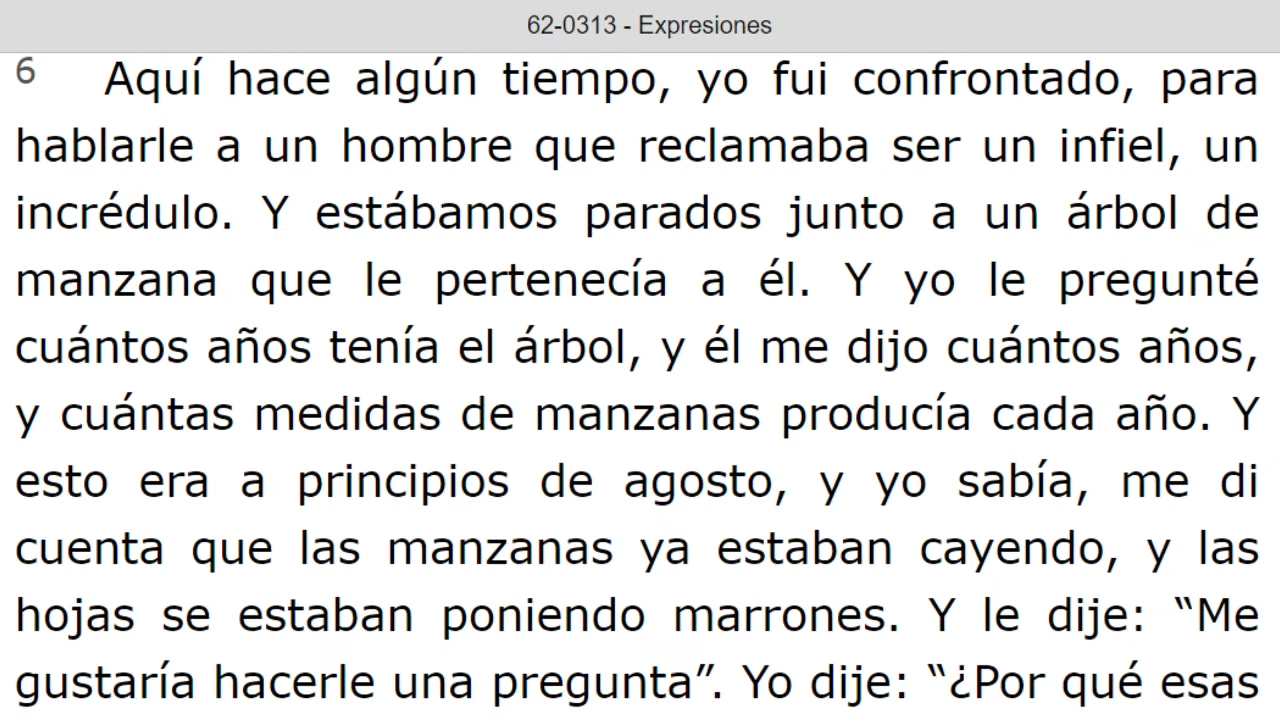 62-0313 - Expresiones
6 Aquí hace algún tiempo, yo fui confrontado, para
hablarle a un hombre que reclamaba ser un infiel, un
incrédulo. Y estábamos parados junto a un árbol de
manzana que le pertenecía a él. Y yo le pregunté
cuántos años tenía el árbol, y él me dijo cuántos años,
y cuántas medidas de manzanas producía cada año. Y
esto era a principios de agosto, y yo sabía, me di
cuenta que las manzanas ya estaban cayendo, y las
hojas se estaban poniendo marrones. Y le dije: “Me
gustaría hacerle una pregunta”. Yo dije: “¿Por qué esas